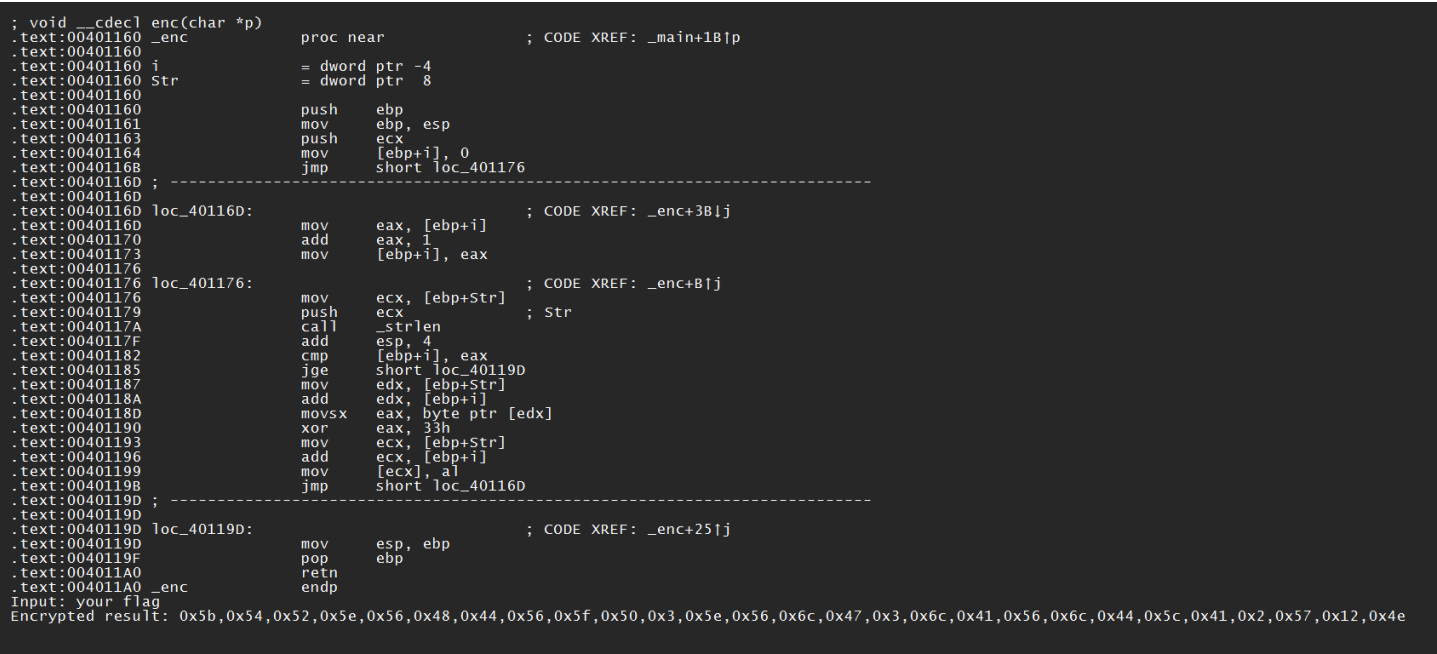 ; void __cdecl enc(char *p)
.text:00401160 _enc proc near ; CODE XREF: _main+1B↑p
.text:00401160
.text:00401160 i = dword ptr -4
.text:00401160 Str = dword ptr 8
.text:00401160
.text:00401160 push ebp
.text:00401161 mov ebp, esp
.text:00401163 push ecx
.text:00401164 mov [ebp+i], 0
.text:0040116B jmp short loc_401176
.text:0040116D ; ---------------------------------------------------------------------------
.text:0040116D
.text:0040116D loc_40116D: ; CODE XREF: _enc+3B↓j
.text:0040116D mov eax, [ebp+i]
.text:00401170 add eax, 1
.text:00401173 mov [ebp+i], eax
.text:00401176
.text:00401176 loc_401176: ; CODE XREF: _enc+B↑j
.text:00401176 mov ecx, [ebp+Str]
.text:00401179 push ecx ; Str
.text:0040117A call _strlen
.text:0040117F add esp, 4
.text:00401182 cmp [ebp+i], eax
.text:00401185 jge short loc_40119D
.text:00401187 mov edx, [ebp+Str]
.text:0040118A add edx, [ebp+i]
.text:0040118D movsx eax, byte ptr [edx]
.text:00401190 xor eax, 33h
.text:00401193 mov ecx, [ebp+Str]
.text:00401196 add ecx, [ebp+i]
.text:00401199 mov [ecx], al
.text:0040119B jmp short loc_40116D
.text:0040119D ; ---------------------------------------------------------------------------
.text:0040119D
.text:0040119D loc_40119D: ; CODE XREF: _enc+25↑j
.text:0040119D mov esp, ebp
.text:0040119F pop ebp
.text:004011A0 retn
.text:004011A0 _enc endp
Input: your flag
Encrypted result: 0x5b,0x54,0x52,0x5e,0x56,0x48,0x44,0x56,0x5f,0x50,0x3,0x5e,0x56,0x6c,0x47,0x3,0x6c,0x41,0x56,0x6c,0x44,0x5c,0x41,0x2,0x57,0x12,0x4e